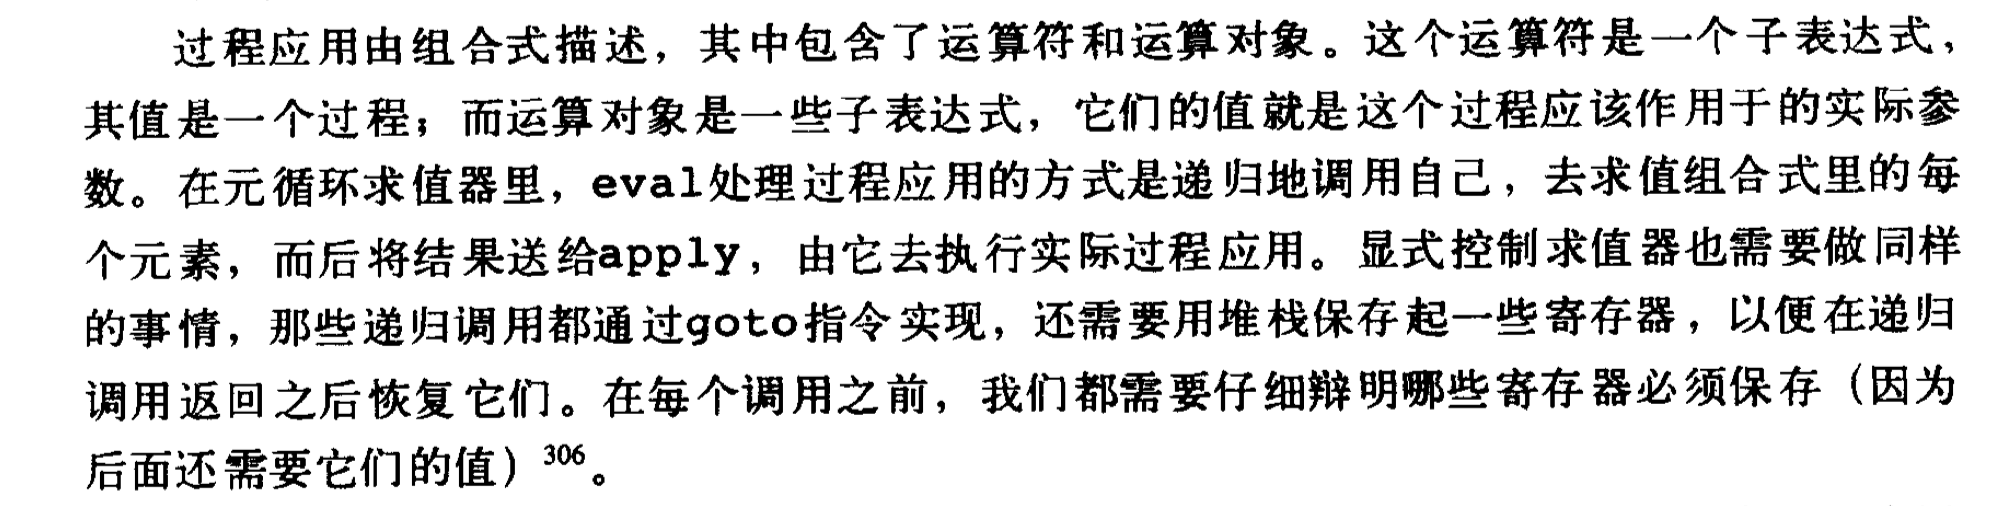 过程应用由组合式描述，其中包含了运算符和运算对象。这个运算符是一个子表达式，
其值是一个过程；而运算对象是一些子表达式，它们的值就是这个过程应该作用于的实际参
数。在元循环求值器里，eval处理过程应用的方式是递归地调用自己，去求值组合式里的每
个元素，而后将结果送给apply，由它去执行实际过程应用。显式控制求值器也需要做同样
的事情，那些递归调用都通过goto指令实现，还需要用堆栈保存起一些寄存器，以便在递归
调用返回之后恢复它们。在每个调用之前，我们都需要仔细辩明哪些寄存器必须保存（因为
后面还需要它们的值）306。